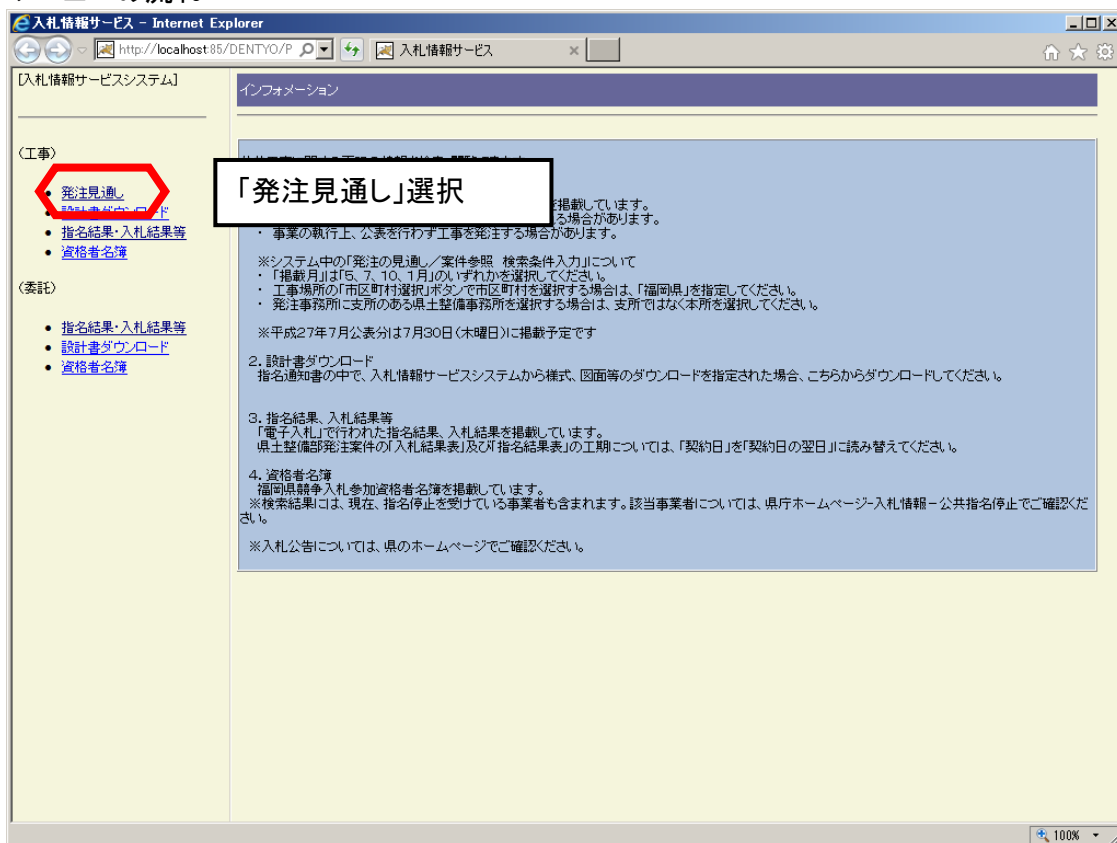 入札情報サービス - Internet Explorer
http://localhost:85/DENTYO/P
入札情報サービス
[入札情報サービスシステム]
インフォメーション
(工事)
• 発注見通し
• 設計書ダウンロード
• 指名結果・入札結果等
• 資格者名簿
(委託)
• 指名結果・入札結果等
• 設計書ダウンロード
• 資格者名簿
「発注見通し」選択
を掲載しています。
る場合があります。
・ 事業の執行上、公表を行わず工事を発注する場合があります。
※システム中の「発注の見通し/案件参照 検索条件入力」について
・ 「掲載月」は「5、7、10、1月」のいずれかを選択してください。
・ 工事場所の「市区町村選択」ボタンで市区町村を選択する場合は、「福岡県」を指定してください。
・ 発注事務所に支所のある県土整備事務所を選択する場合は、支所ではなく本所を選択してください。
※平成27年7月公表分は7月30日(木曜日)に掲載予定です
2. 設計書ダウンロード
指名通知書の中で、入札情報サービスシステムから様式、図面等のダウンロードを指定された場合、こちらからダウンロードしてください。
3. 指名結果、入札結果等
「電子入札」で行われた指名結果、入札結果を掲載しています。
県土整備部発注案件の「入札結果表」及び「指名結果表」の工期については、「契約日」を「契約日の翌日」に読み替えてください。
4. 資格者名簿
福岡県競争入札参加資格者名簿を掲載しています。
※検索結果には、現在、指名停止を受けている事業者も含まれます。該当事業者については、県庁ホームページ-入札情報-公共指名停止でご確認くだ
さい。
※入札公告については、県のホームページでご確認ください。
100%